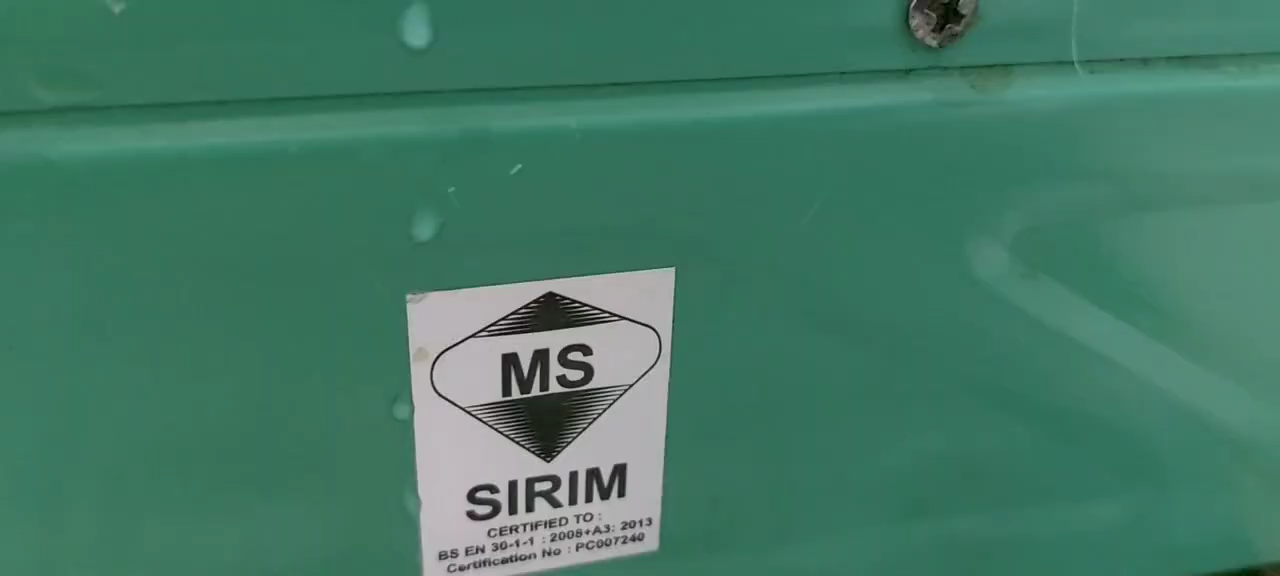 MS
SIRIM
CERTIFIED TO :
BS EN 30-1-1 : 2008+A3: 2013
Certification No : PC007240